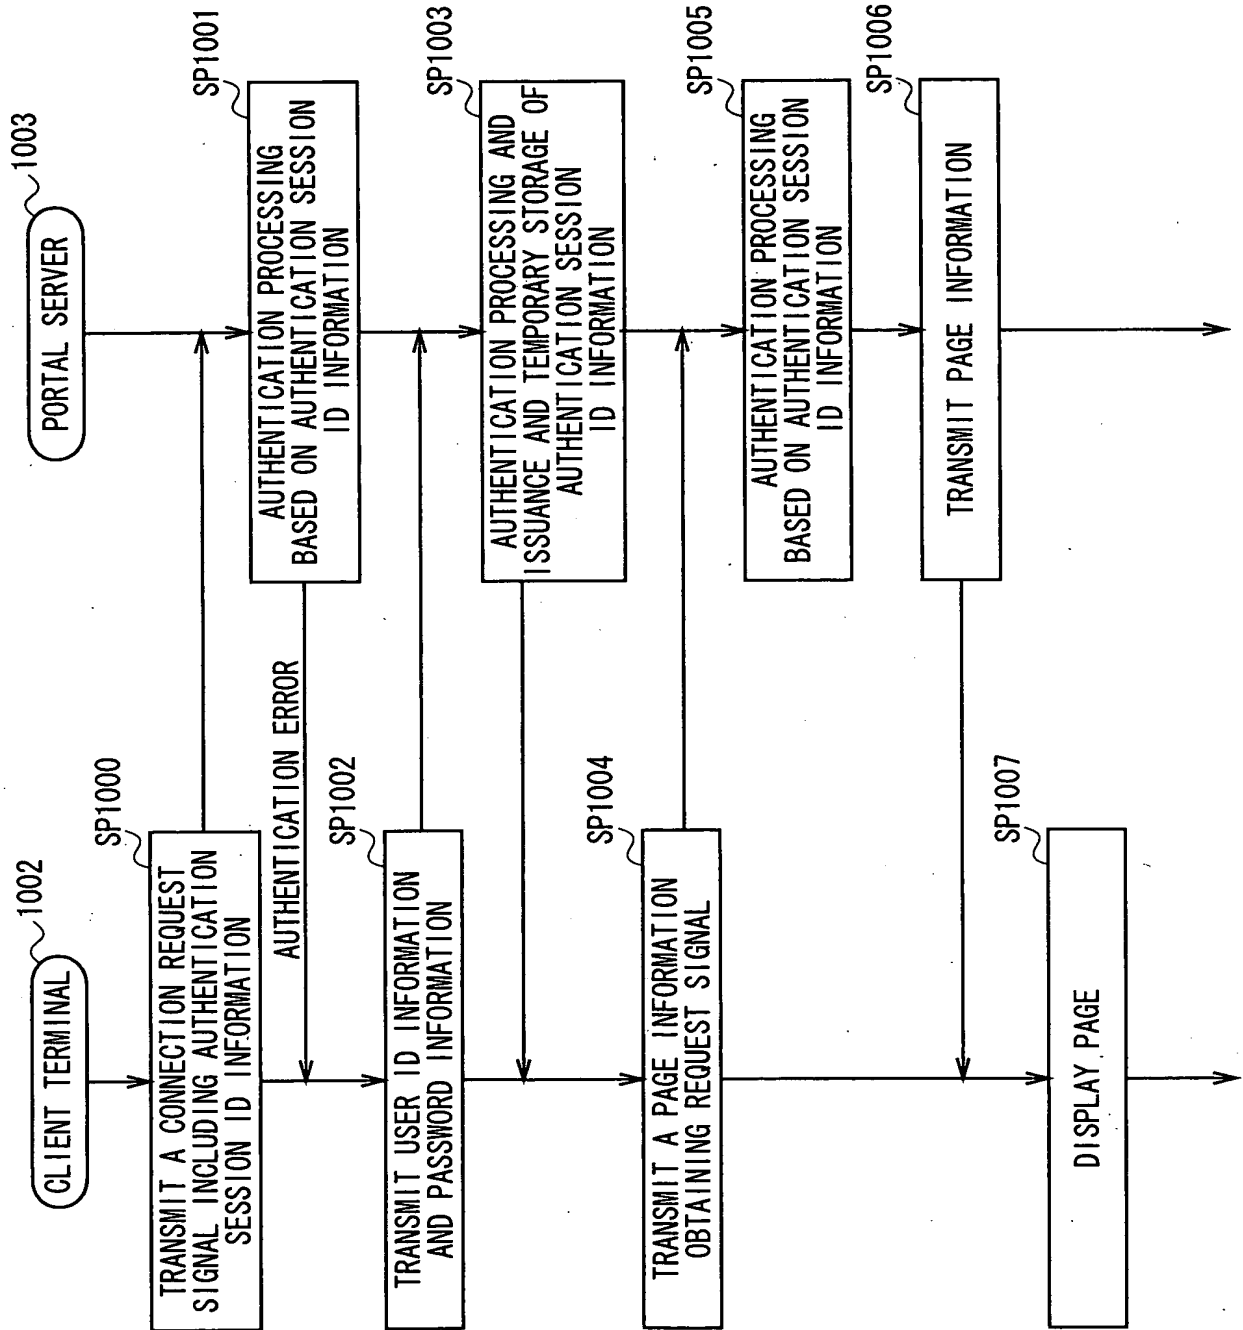 CLIENT TERMINAL
1002
PORTAL SERVER
1003
SP1000
TRANSMIT A CONNECTION REQUEST
SIGNAL INCLUDING AUTHENTICATION
SESSION ID INFORMATION
SP1001
AUTHENTICATION PROCESSING
BASED ON AUTHENTICATION SESSION
ID INFORMATION
AUTHENTICATION ERROR
SP1002
TRANSMIT USER ID INFORMATION
AND PASSWORD INFORMATION
SP1003
AUTHENTICATION PROCESSING AND
ISSUANCE AND TEMPORARY STORAGE OF
AUTHENTICATION SESSION
ID INFORMATION
SP1004
TRANSMIT A PAGE INFORMATION
OBTAINING REQUEST SIGNAL
SP1005
AUTHENTICATION PROCESSING
BASED ON AUTHENTICATION SESSION
ID INFORMATION
SP1006
TRANSMIT PAGE INFORMATION
SP1007
DISPLAY PAGE